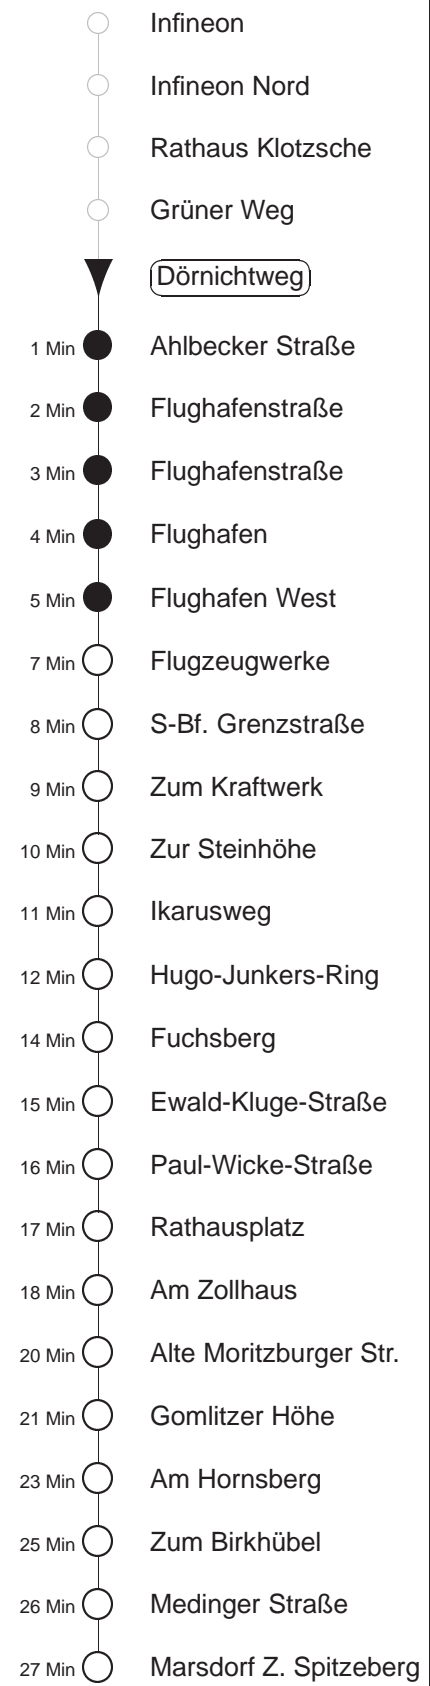 Infineon
Infineon Nord
Rathaus Klotzsche
Grüner Weg
Dörnichtweg
1 Min Ahlbecker Straße
2 Min Flughafenstraße
3 Min Flughafenstraße
4 Min Flughafen
5 Min Flughafen West
7 Min Flugzeugwerke
8 Min S-Bf. Grenzstraße
9 Min Zum Kraftwerk
10 Min Zur Steinhöhe
11 Min Ikarusweg
12 Min Hugo-Junkers-Ring
14 Min Fuchsberg
15 Min Ewald-Kluge-Straße
16 Min Paul-Wicke-Straße
17 Min Rathausplatz
18 Min Am Zollhaus
20 Min Alte Moritzburger Str.
21 Min Gomlitzer Höhe
23 Min Am Hornsberg
25 Min Zum Birkhübel
26 Min Medinger Straße
27 Min Marsdorf Z. Spitzeberg